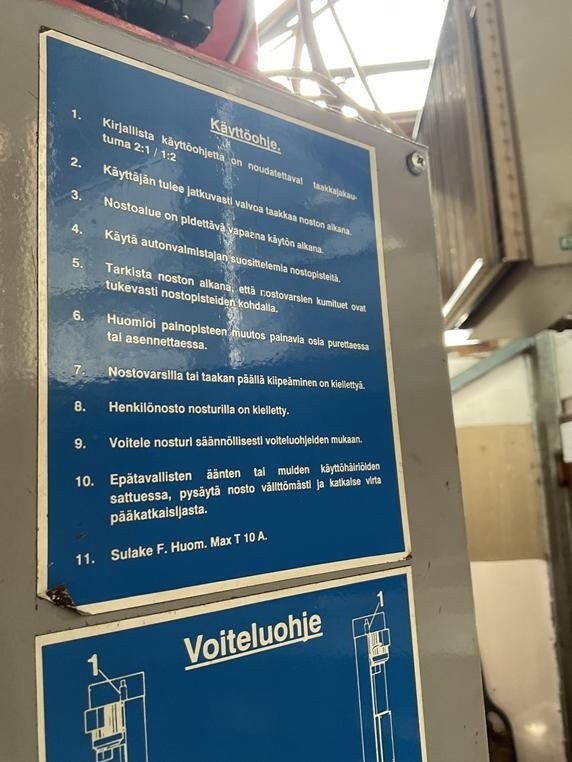 Käyttöohje.
1. Kirjallista käyttöohjetta on noudatettava! taakkajakau-
tuma 2:1 / 1:2
2. Käyttäjän tulee jatkuvasti valvoa taakkaa noston aikana.
3. Nostoalue on pidettävä vapaana käytön aikana.
4. Käytä autonvalmistajan suosittelemia nostopisteitä.
5. Tarkista noston aikana, että nostovarsien kumituet ovat
tukevasti nostopisteiden kohdalla.
6. Huomioi painopisteen muutos painavia osia purettaessa
tai asennettaessa.
7. Nostovarsilla tai taakan päällä kiipeäminen on kiellettyä.
8. Henkilönosto nosturilla on kielletty.
9. Voitele nosturi säännöllisesti voiteluohjeiden mukaan.
10. Epätavallisten äänten tai muiden käyttöhäiriöiden
sattuessa, pysäytä nosto välittömästi ja katkaise virta
pääkatkaisijasta.
11. Sulake F. Huom. Max T 10 A.
Voiteluohje
1
1